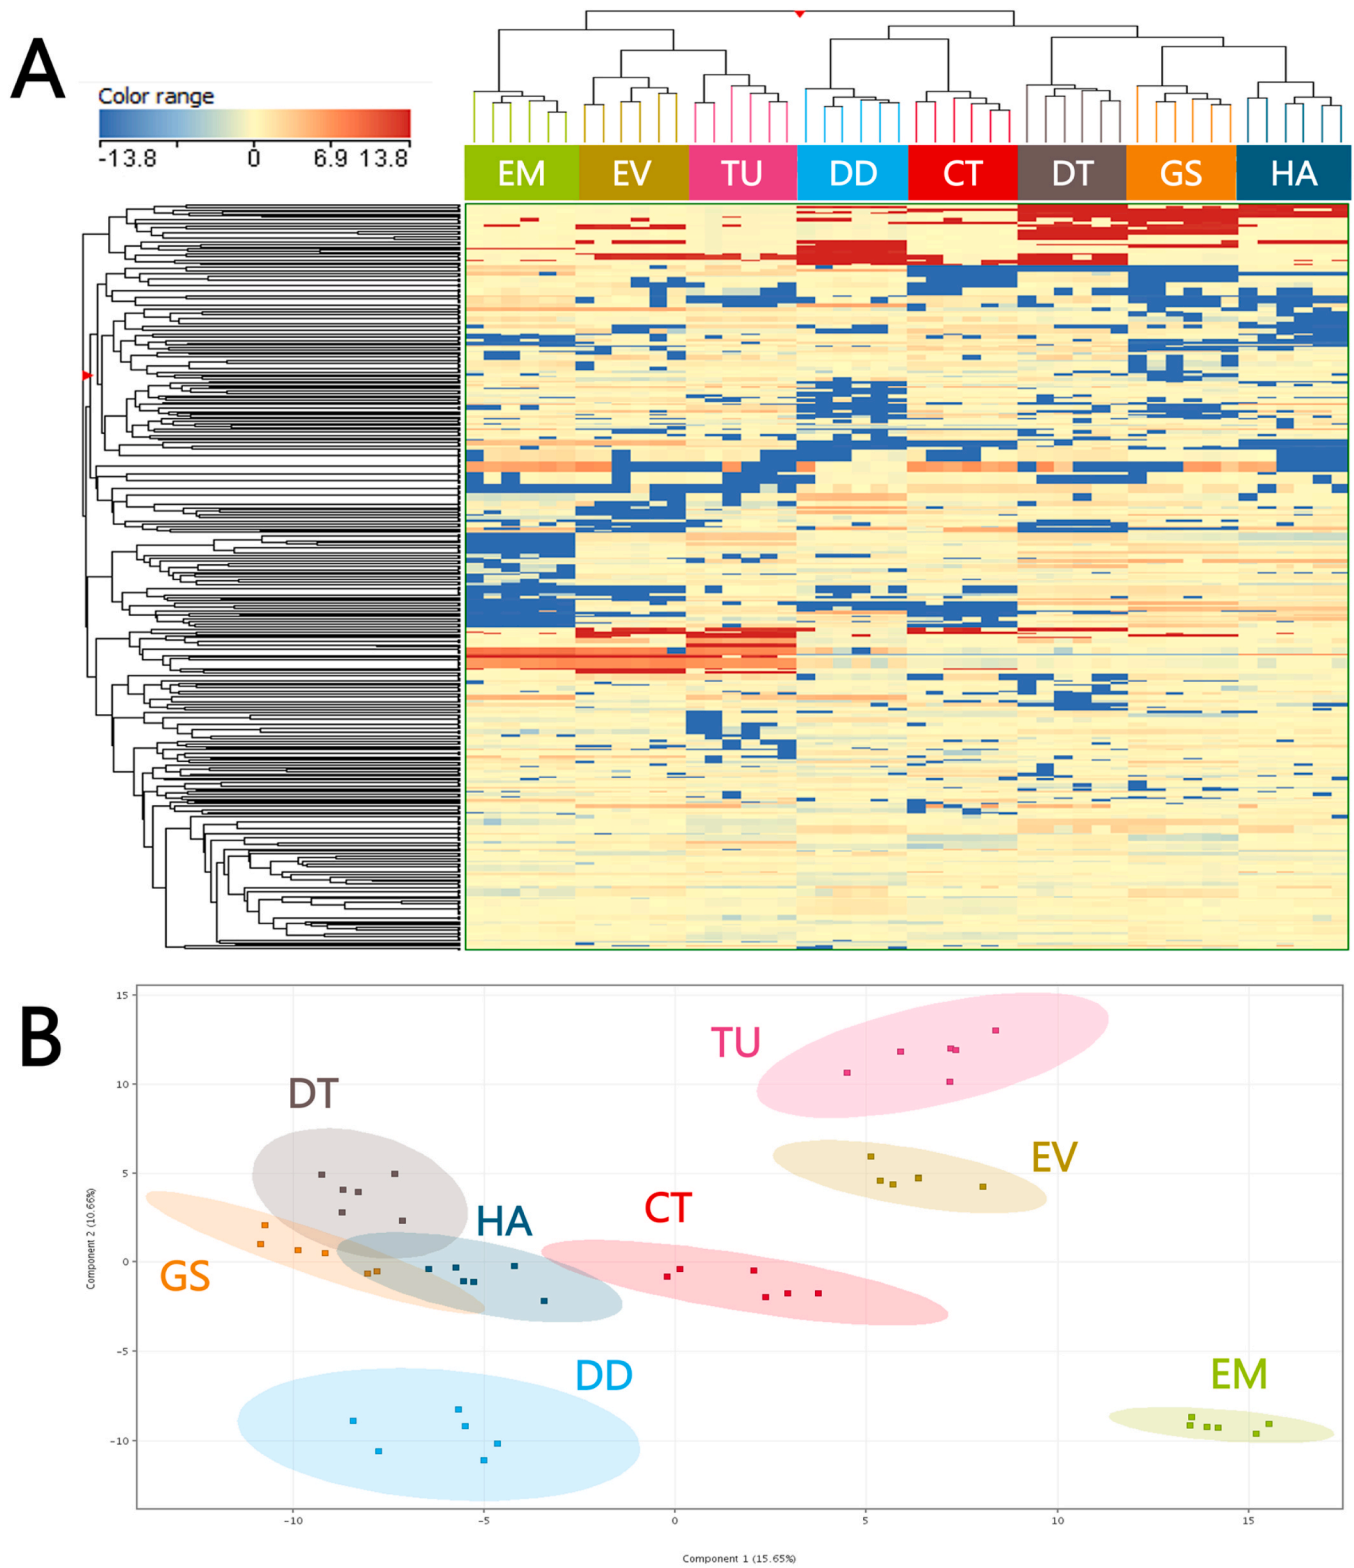 A
Color range
-13.8 0 6.9 13.8
EM EV TU DD CT DT GS HA
B
15
10
5
0
−5
−10
Component 2 (10.66%)
TU
DT
EV
CT
HA
GS
DD
EM
−10 −5 0 5 10 15
Component 1 (15.65%)